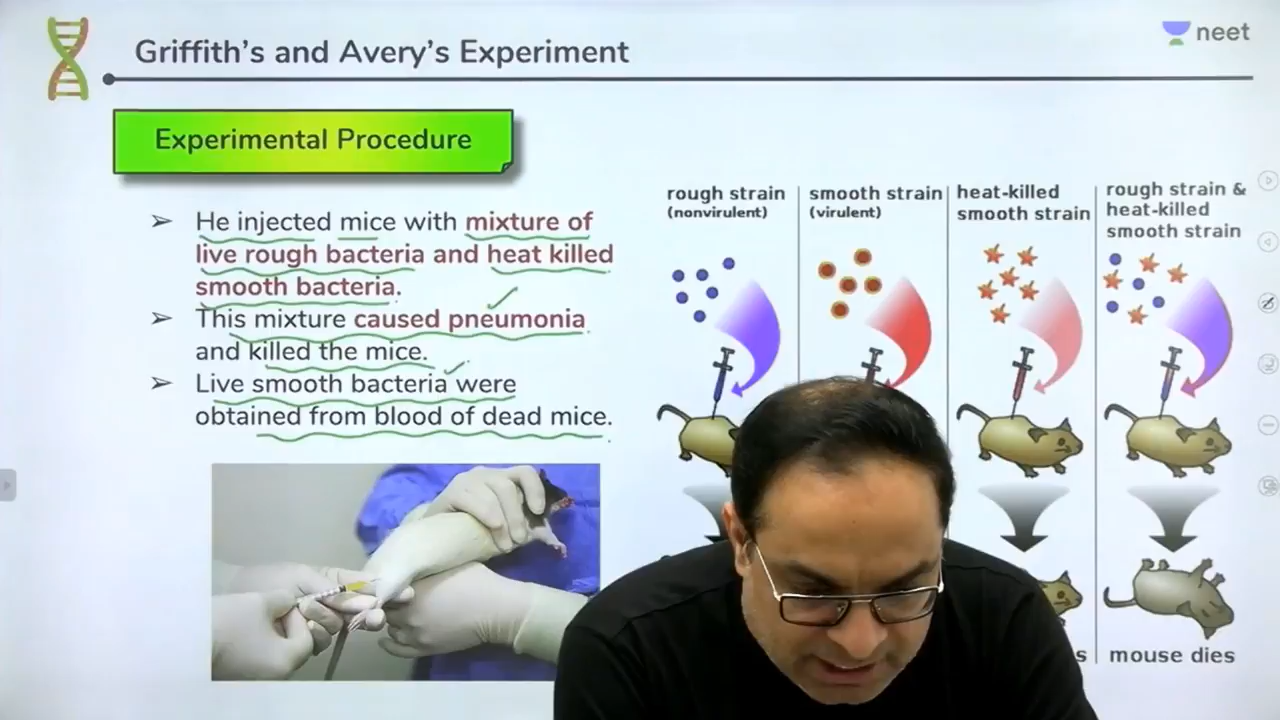 Griffith's and Avery's Experiment
neet
Experimental Procedure
➢ He injected mice with mixture of
live rough bacteria and heat killed
smooth bacteria.
➢ This mixture caused pneumonia
and killed the mice.
➢ Live smooth bacteria were
obtained from blood of dead mice.
rough strain
(nonvirulent)
smooth strain
(virulent)
heat-killed
smooth strain
rough strain &
heat-killed
smooth strain
s
mouse dies